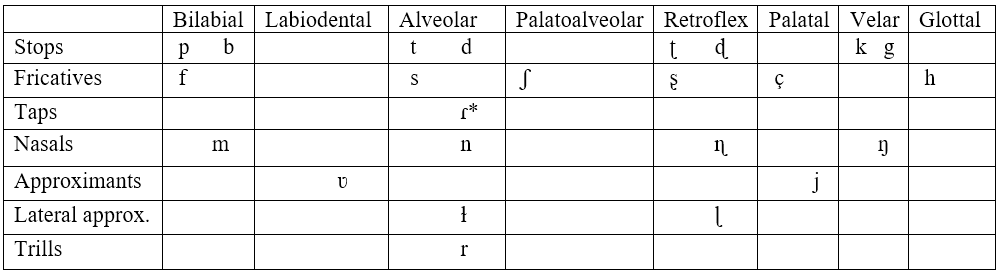 Bilabial Labiodental Alveolar Palatoalveolar Retroflex Palatal Velar Glottal
Stops p b t d ʈ ɖ k g
Fricatives f s ʃ ʂ ç h
Taps ɾ*
Nasals m n ɳ ŋ
Approximants ʋ j
Lateral approx. ɫ ɭ
Trills r